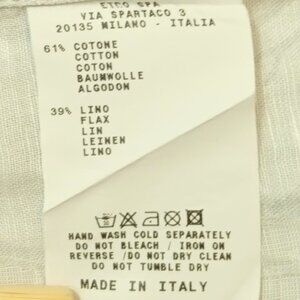 ETRO SPA
VIA SPARTACO 3
20135 MILANO - ITALIA
61% COTONE
COTTON
COTON
BAUMWOLLE
ALGODON
39% LINO
FLAX
LIN
LEINEN
LINO
HAND WASH COLD SEPARATELY
DO NOT BLEACH / IRON ON
REVERSE /DO NOT DRY CLEAN
DO NOT TUMBLE DRY
MADE IN ITALY